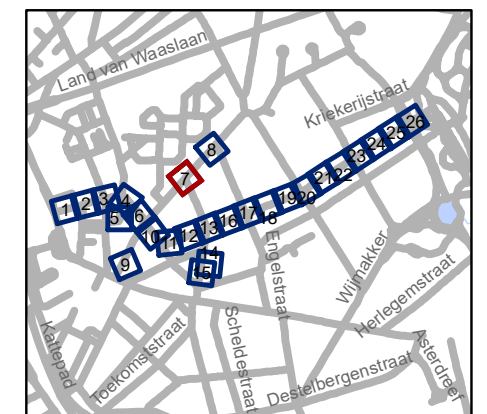 Land van Waaslaan
Kriekerijstraat
26
25
24
23
22
21
20
19
18
17
16
13
12
11
10
8
7
1
2
3
4
5
6
9
14
15
Engelstraat
Wijmakker
Herlegemstraat
Kattepad
Toekomststraat
Scheldestraat
Destelbergenstraat
Asterdreef